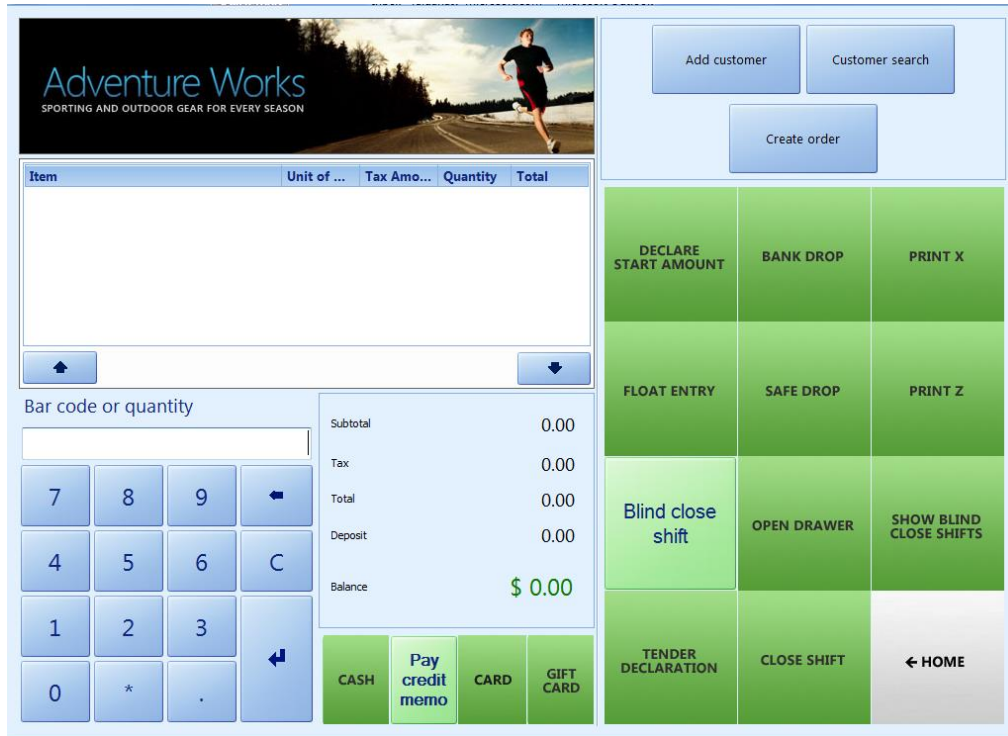 Adventure Works
SPORTING AND OUTDOOR GEAR FOR EVERY SEASON
Add customer
Customer search
Create order
Item Unit of ... Tax Amo... Quantity Total
DECLARE
START AMOUNT
BANK DROP
PRINT X
FLOAT ENTRY
SAFE DROP
PRINT Z
Bar code or quantity
Subtotal 0.00
Tax 0.00
Total 0.00
Deposit 0.00
Balance $ 0.00
7 8 9
4 5 6 C
1 2 3
0 * .
Blind close
shift
OPEN DRAWER
SHOW BLIND
CLOSE SHIFTS
CASH
Pay
credit
memo
CARD
GIFT
CARD
TENDER
DECLARATION
CLOSE SHIFT
HOME